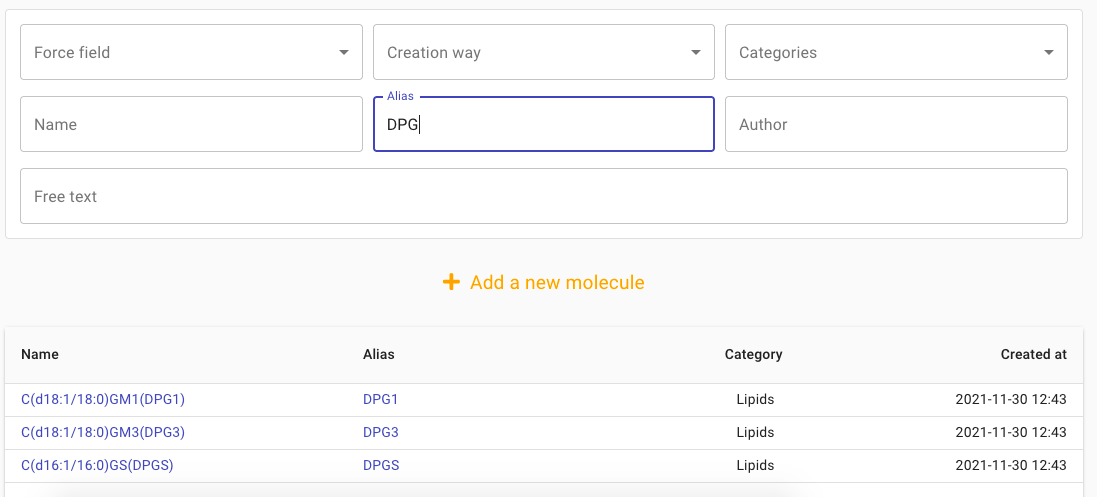 Force field Creation way Categories
Alias
Name DPG Author
Free text
Add a new molecule
Name Alias Category Created at
C(d18:1/18:0)GM1(DPG1) DPG1 Lipids 2021-11-30 12:43
C(d18:1/18:0)GM3(DPG3) DPG3 Lipids 2021-11-30 12:43
C(d16:1/16:0)GS(DPGS) DPGS Lipids 2021-11-30 12:43